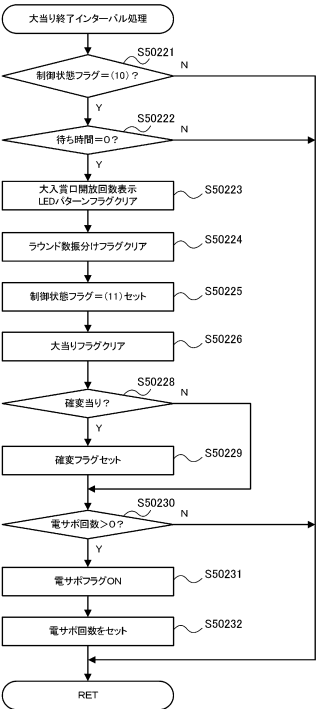 大当り終了インターバル処理
S50221
制御状態フラグ=(10)?
N
Y
S50222
待ち時間=0?
N
Y
大入賞口開放回数表示
LEDパターンフラグクリア
S50223
ラウンド数振分けフラグクリア
S50224
制御状態フラグ=(11)セット
S50225
大当りフラグクリア
S50226
S50228
確変当り?
N
Y
確変フラグセット
S50229
S50230
電サポ回数>0?
N
Y
電サポフラグON
S50231
電サポ回数をセット
S50232
RET